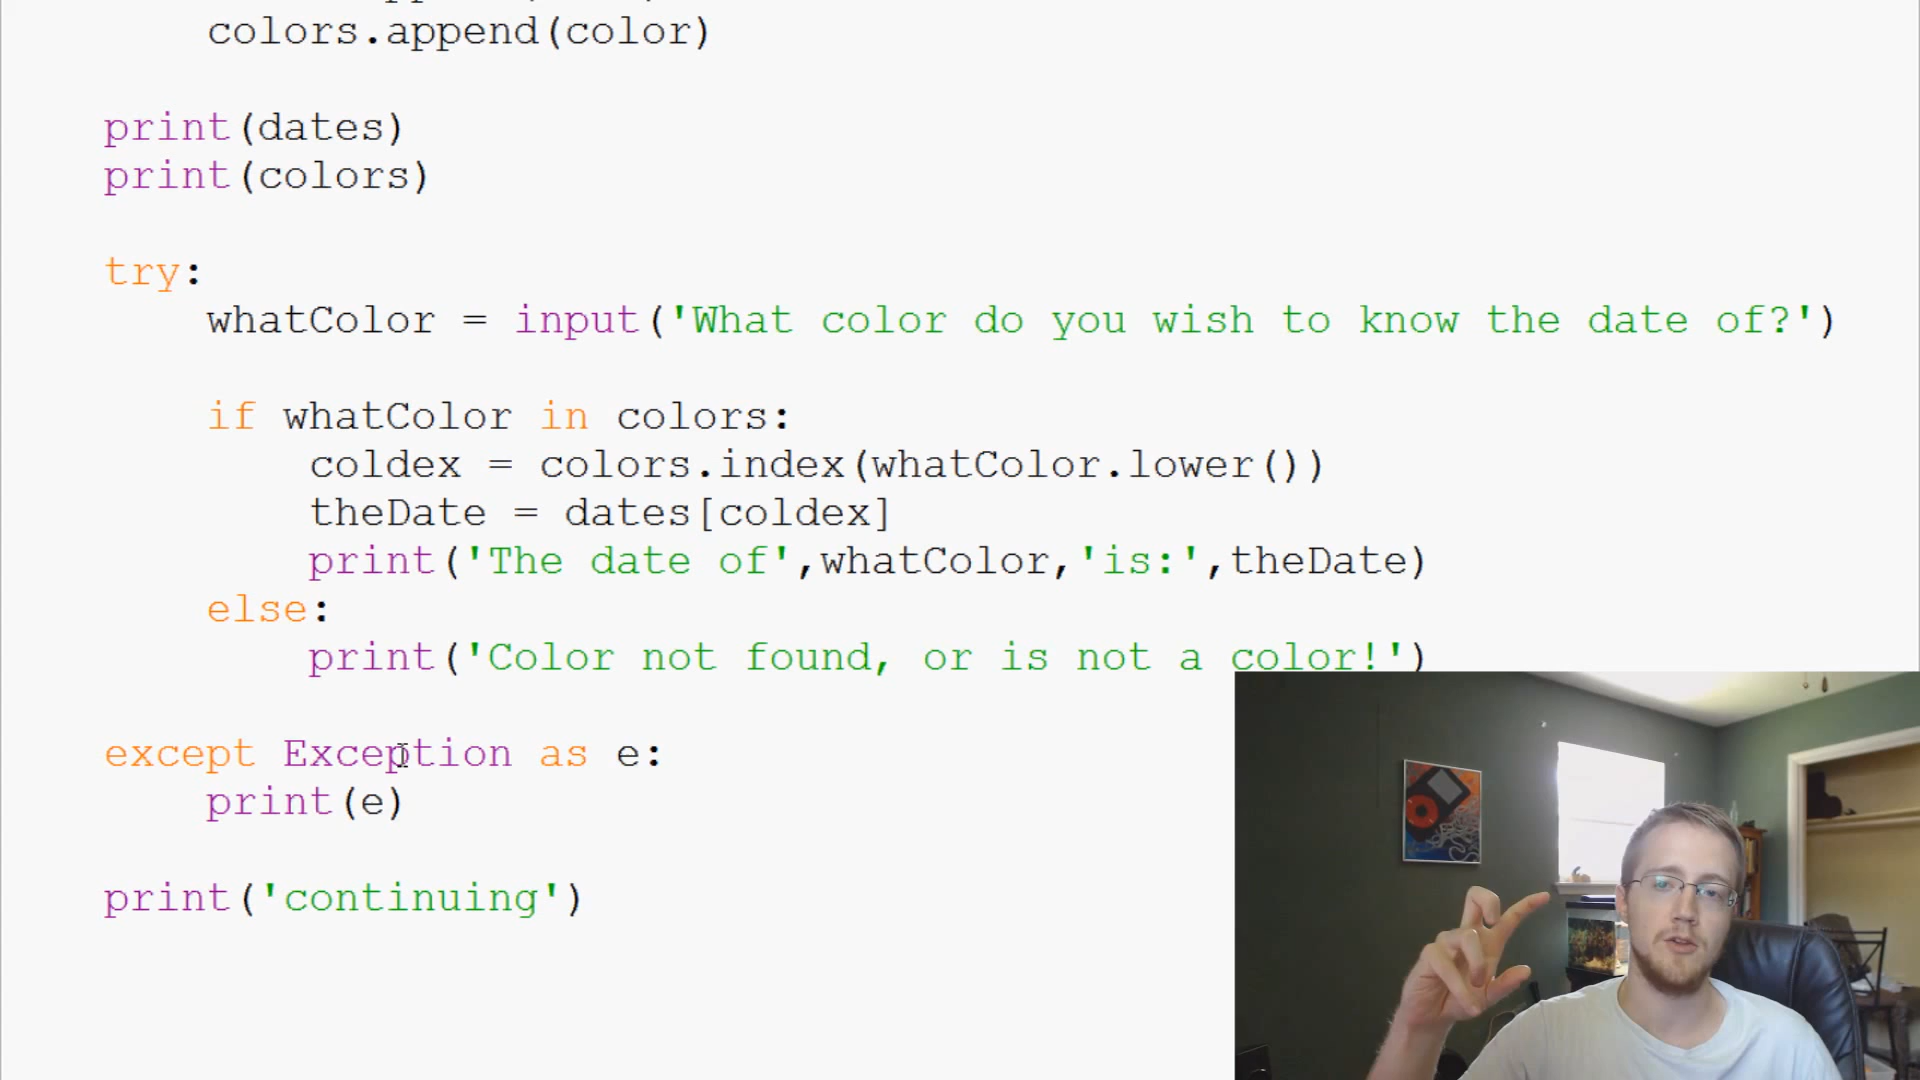 colors.append(color)
print(dates)
print(colors)
try:
whatColor = input('What color do you wish to know the date of?')
if whatColor in colors:
coldex = colors.index(whatColor.lower())
theDate = dates[coldex]
print('The date of',whatColor,'is:',theDate)
else:
print('Color not found, or is not a color!')
except Exception as e:
print(e)
print('continuing')